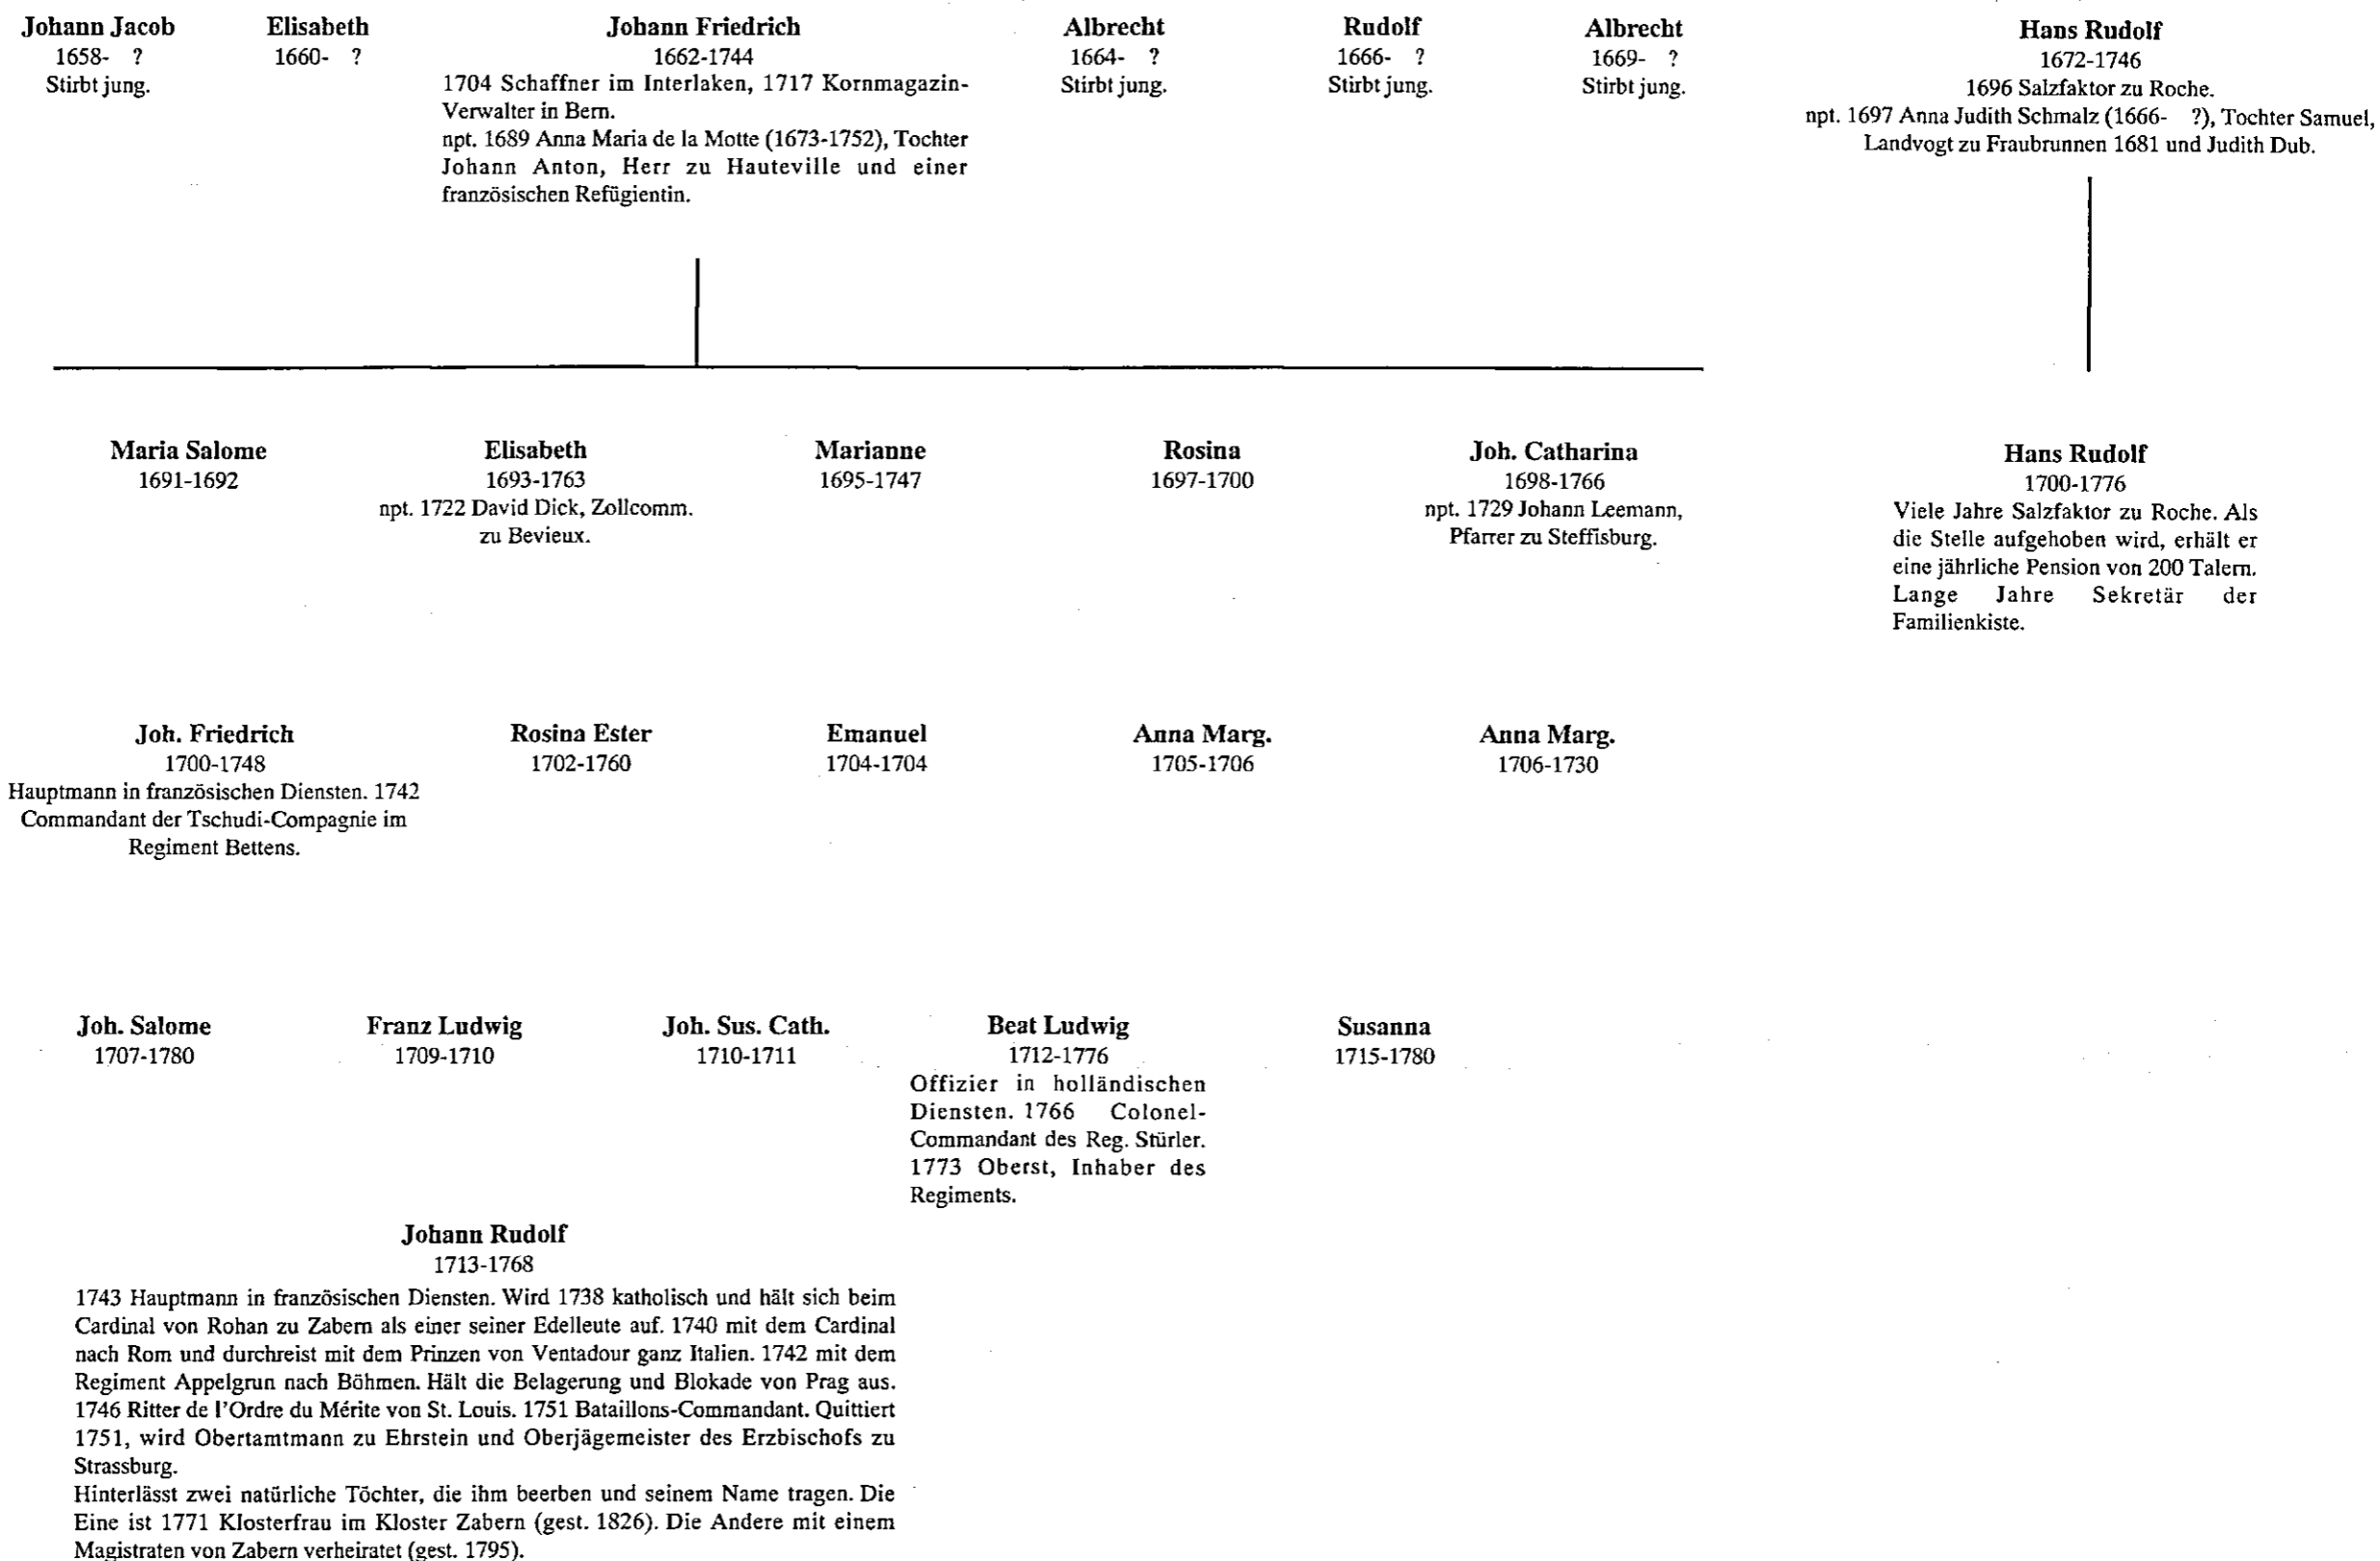 Johann Jacob
1658- ?
Stirbt jung.
Elisabeth
1660- ?
Johann Friedrich
1662-1744
1704 Schaffner im Interlaken, 1717 Kornmagazin-
Verwalter in Bern.
npt. 1689 Anna Maria de la Motte (1673-1752), Tochter
Johann Anton, Herr zu Hauteville und einer
französischen Refügientin.
Albrecht
1664- ?
Stirbt jung.
Rudolf
1666- ?
Stirbt jung.
Albrecht
1669- ?
Stirbt jung.
Hans Rudolf
1672-1746
1696 Salzfaktor zu Roche.
npt. 1697 Anna Judith Schmalz (1666- ?), Tochter Samuel,
Landvogt zu Fraubrunnen 1681 und Judith Dub.
Maria Salome
1691-1692
Elisabeth
1693-1763
npt. 1722 David Dick, Zollcomm.
zu Bevieux.
Marianne
1695-1747
Rosina
1697-1700
Joh. Catharina
1698-1766
npt. 1729 Johann Leemann,
Pfarrer zu Steffisburg.
Hans Rudolf
1700-1776
Viele Jahre Salzfaktor zu Roche. Als
die Stelle aufgehoben wird, erhält er
eine jährliche Pension von 200 Talern.
Lange Jahre Sekretär der
Familienkiste.
Joh. Friedrich
1700-1748
Hauptmann in französischen Diensten. 1742
Commandant der Tschudi-Compagnie im
Regiment Bettens.
Rosina Ester
1702-1760
Emanuel
1704-1704
Anna Marg.
1705-1706
Anna Marg.
1706-1730
Joh. Salome
1707-1780
Franz Ludwig
1709-1710
Joh. Sus. Cath.
1710-1711
Beat Ludwig
1712-1776
Offizier in holländischen
Diensten. 1766 Colonel-
Commandant des Reg. Stürler.
1773 Oberst, Inhaber des
Regiments.
Susanna
1715-1780
Johann Rudolf
1713-1768
1743 Hauptmann in französischen Diensten. Wird 1738 katholisch und hält sich beim
Cardinal von Rohan zu Zabern als einer seiner Edelleute auf. 1740 mit dem Cardinal
nach Rom und durchreist mit dem Prinzen von Ventadour ganz Italien. 1742 mit dem
Regiment Appelgrun nach Böhmen. Hält die Belagerung und Blokade von Prag aus.
1746 Ritter de l'Ordre du Mérite von St. Louis. 1751 Bataillons-Commandant. Quittiert
1751, wird Obertamtmann zu Ehrstein und Oberjägemeister des Erzbischofs zu
Strassburg.
Hinterlässt zwei natürliche Töchter, die ihm beerben und seinem Name tragen. Die
Eine ist 1771 Klosterfrau im Kloster Zabern (gest. 1826). Die Andere mit einem
Magistraten von Zabern verheiratet (gest. 1795).